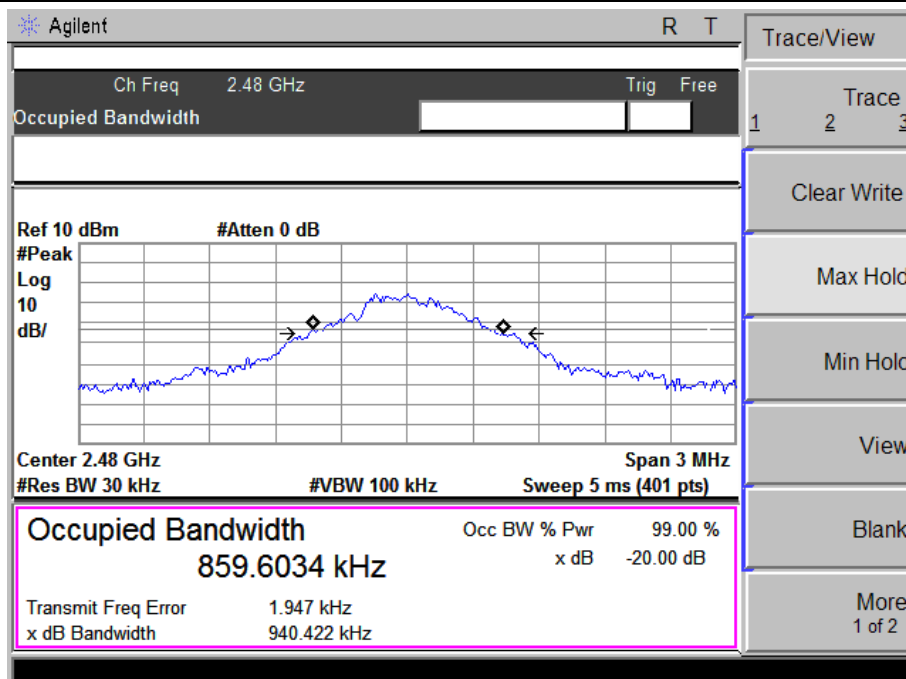 Agilent R T
Ch Freq 2.48 GHz Trig Free
Occupied Bandwidth
Ref 10 dBm #Atten 0 dB
#Peak
Log
10
dB/
Center 2.48 GHz Span 3 MHz
#Res BW 30 kHz #VBW 100 kHz Sweep 5 ms (401 pts)
Occupied Bandwidth
859.6034 kHz
Occ BW % Pwr 99.00 %
x dB -20.00 dB
Transmit Freq Error 1.947 kHz
x dB Bandwidth 940.422 kHz
Trace/View
Trace
1 2 3
Clear Write
Max Hold
Min Hold
View
Blank
More
1 of 2